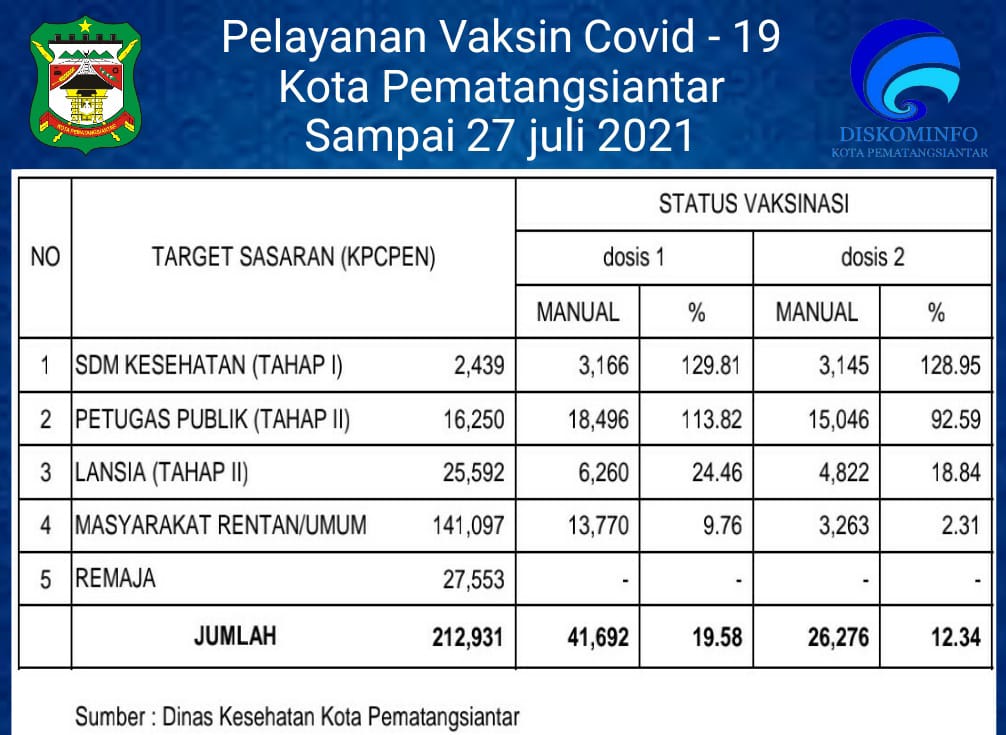 Pelayanan Vaksin Covid - 19
Kota Pematangsiantar
Sampai 27 juli 2021
KOTA PEMATANGSIANTAR
DISKOMINFO
KOTA PEMATANGSIANTAR
NO TARGET SASARAN (KPCPEN) STATUS VAKSINASI
dosis 1 dosis 2
MANUAL % MANUAL %
1 SDM KESEHATAN (TAHAP I) 2,439 3,166 129.81 3,145 128.95
2 PETUGAS PUBLIK (TAHAP II) 16,250 18,496 113.82 15,046 92.59
3 LANSIA (TAHAP II) 25,592 6,260 24.46 4,822 18.84
4 MASYARAKAT RENTAN/UMUM 141,097 13,770 9.76 3,263 2.31
5 REMAJA 27,553 - - - -
JUMLAH 212,931 41,692 19.58 26,276 12.34
Sumber : Dinas Kesehatan Kota Pematangsiantar